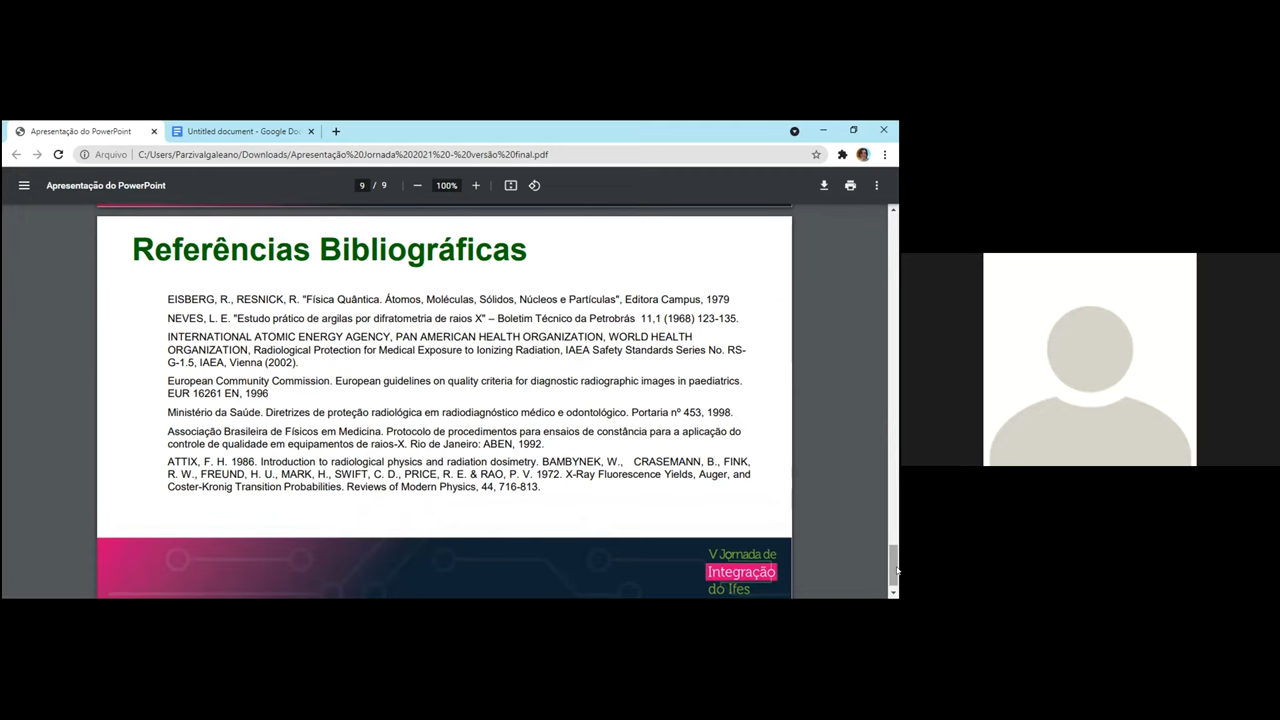 Apresentação do PowerPoint
Untitled document - Google Doc
Arquivo
C:/Users/Parzivalgaleano/Downloads/Apresentação%20Jornada%202021%20-%20versão%20final.pdf
Apresentação do PowerPoint
9 / 9
100%
Referências Bibliográficas
EISBERG, R., RESNICK, R. "Física Quântica. Átomos, Moléculas, Sólidos, Núcleos e Partículas", Editora Campus, 1979
NEVES, L. E. "Estudo prático de argilas por difratometria de raios X" – Boletim Técnico da Petrobrás 11,1 (1968) 123-135.
INTERNATIONAL ATOMIC ENERGY AGENCY, PAN AMERICAN HEALTH ORGANIZATION, WORLD HEALTH
ORGANIZATION, Radiological Protection for Medical Exposure to Ionizing Radiation, IAEA Safety Standards Series No. RS-
G-1.5, IAEA, Vienna (2002).
European Community Commission. European guidelines on quality criteria for diagnostic radiographic images in paediatrics.
EUR 16261 EN, 1996
Ministério da Saúde. Diretrizes de proteção radiológica em radiodiagnóstico médico e odontológico. Portaria nº 453, 1998.
Associação Brasileira de Físicos em Medicina. Protocolo de procedimentos para ensaios de constância para a aplicação do
controle de qualidade em equipamentos de raios-X. Rio de Janeiro: ABEN, 1992.
ATTIX, F. H. 1986. Introduction to radiological physics and radiation dosimetry. BAMBYNEK, W., CRASEMANN, B., FINK,
R. W., FREUND, H. U., MARK, H., SWIFT, C. D., PRICE, R. E. & RAO, P. V. 1972. X-Ray Fluorescence Yields, Auger, and
Coster-Kronig Transition Probabilities. Reviews of Modern Physics, 44, 716-813.
V Jornada de
Integração
do Ifes